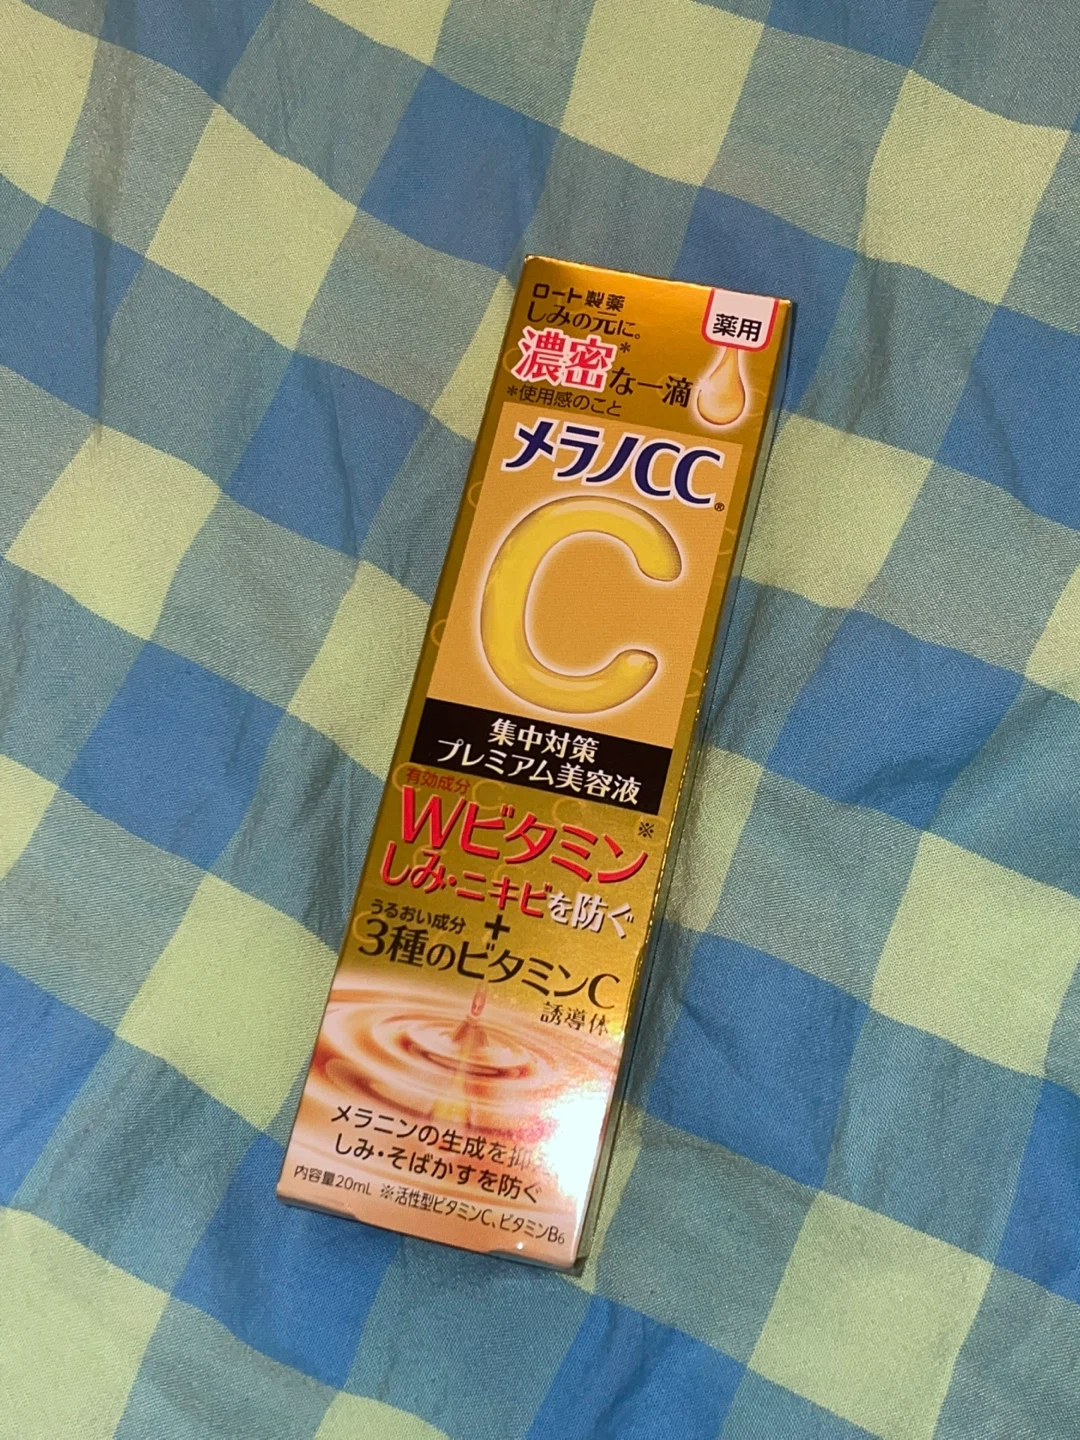 ロート製薬
しみの元に。
薬用
濃密*な一滴
*使用感のこと
メラノCC®
C
集中対策
プレミアム美容液
有効成分
Wビタミン※
しみ・ニキビを防ぐ
+
うるおい成分
3種のビタミンC
誘導体
メラニンの生成を抑
しみ・そばかすを防ぐ
内容量20mL ※活性型ビタミンC、ビタミンB6